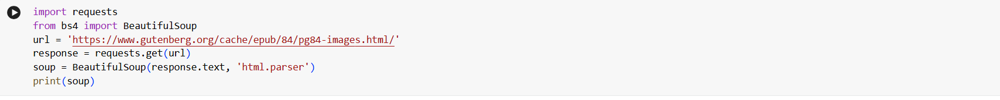 import requests
from bs4 import BeautifulSoup
url = 'https://www.gutenberg.org/cache/epub/84/pg84-images.html/'
response = requests.get(url)
soup = BeautifulSoup(response.text, 'html.parser')
print(soup)